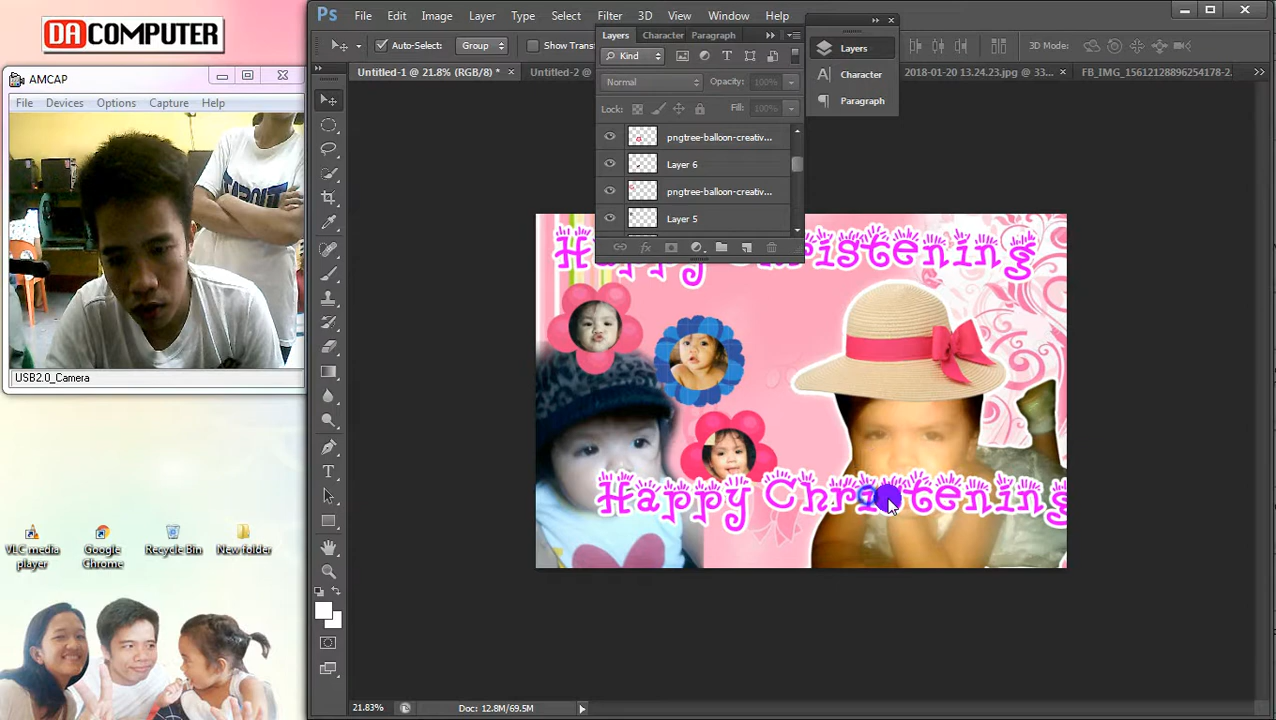 DA COMPUTER
AMCAP
File Devices Options Capture Help
USB2.0_Camera
VLC media player
Google Chrome
Recycle Bin
New folder
Ps File Edit Image Type Select Filter 3D View Window Help
Auto-Select: Group Show Trans 3D Mode:
Untitled-1 @ 21.8% (RGB/8) * × Untitled-2 2018-01-20 13.24.23.jpg @ 33... × FB_IMG_15612128896254178-2. >>
Layers Character Paragraph
Kind
Normal Opacity: 100%
Lock: Fill: 100%
pngtree-balloon-creativ...
Layer 6
pngtree-balloon-creativ...
Layer 5
fx
Layers
Character
Paragraph
Happy Christening
Happy Christening
21.83% Doc: 12.8M/69.5M